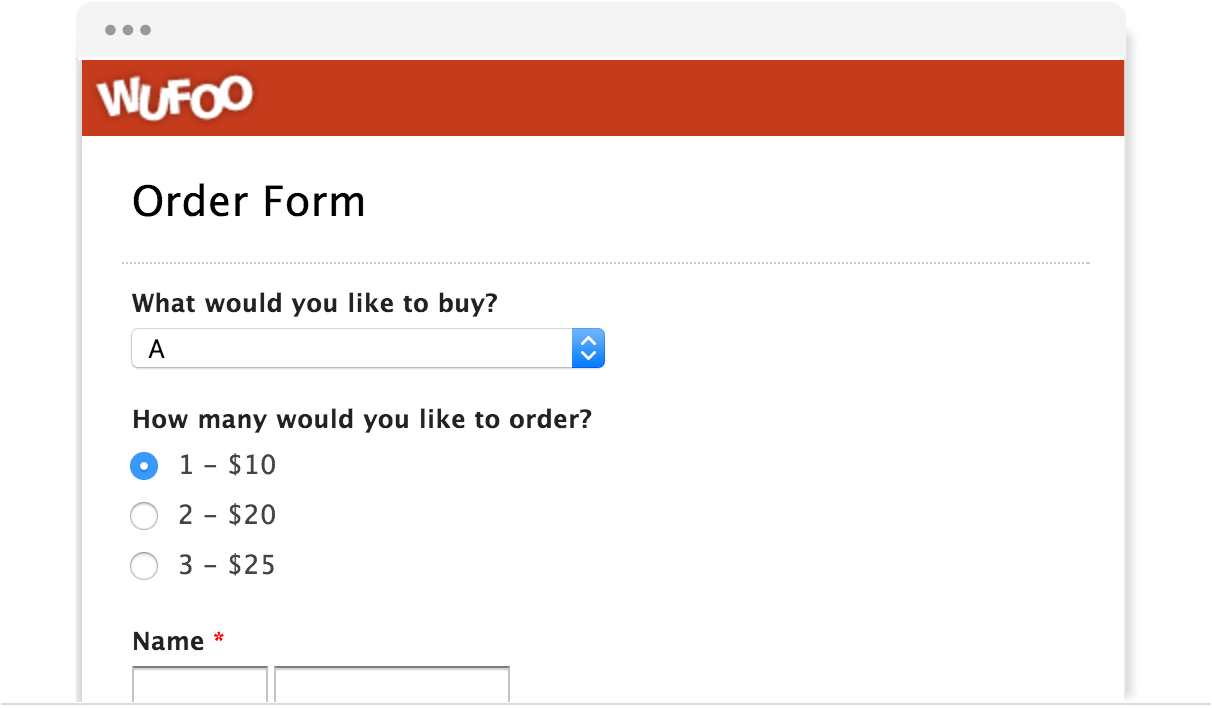 WUFOO
Order Form
What would you like to buy?
A
How many would you like to order?
1 – $10
2 – $20
3 – $25
Name *